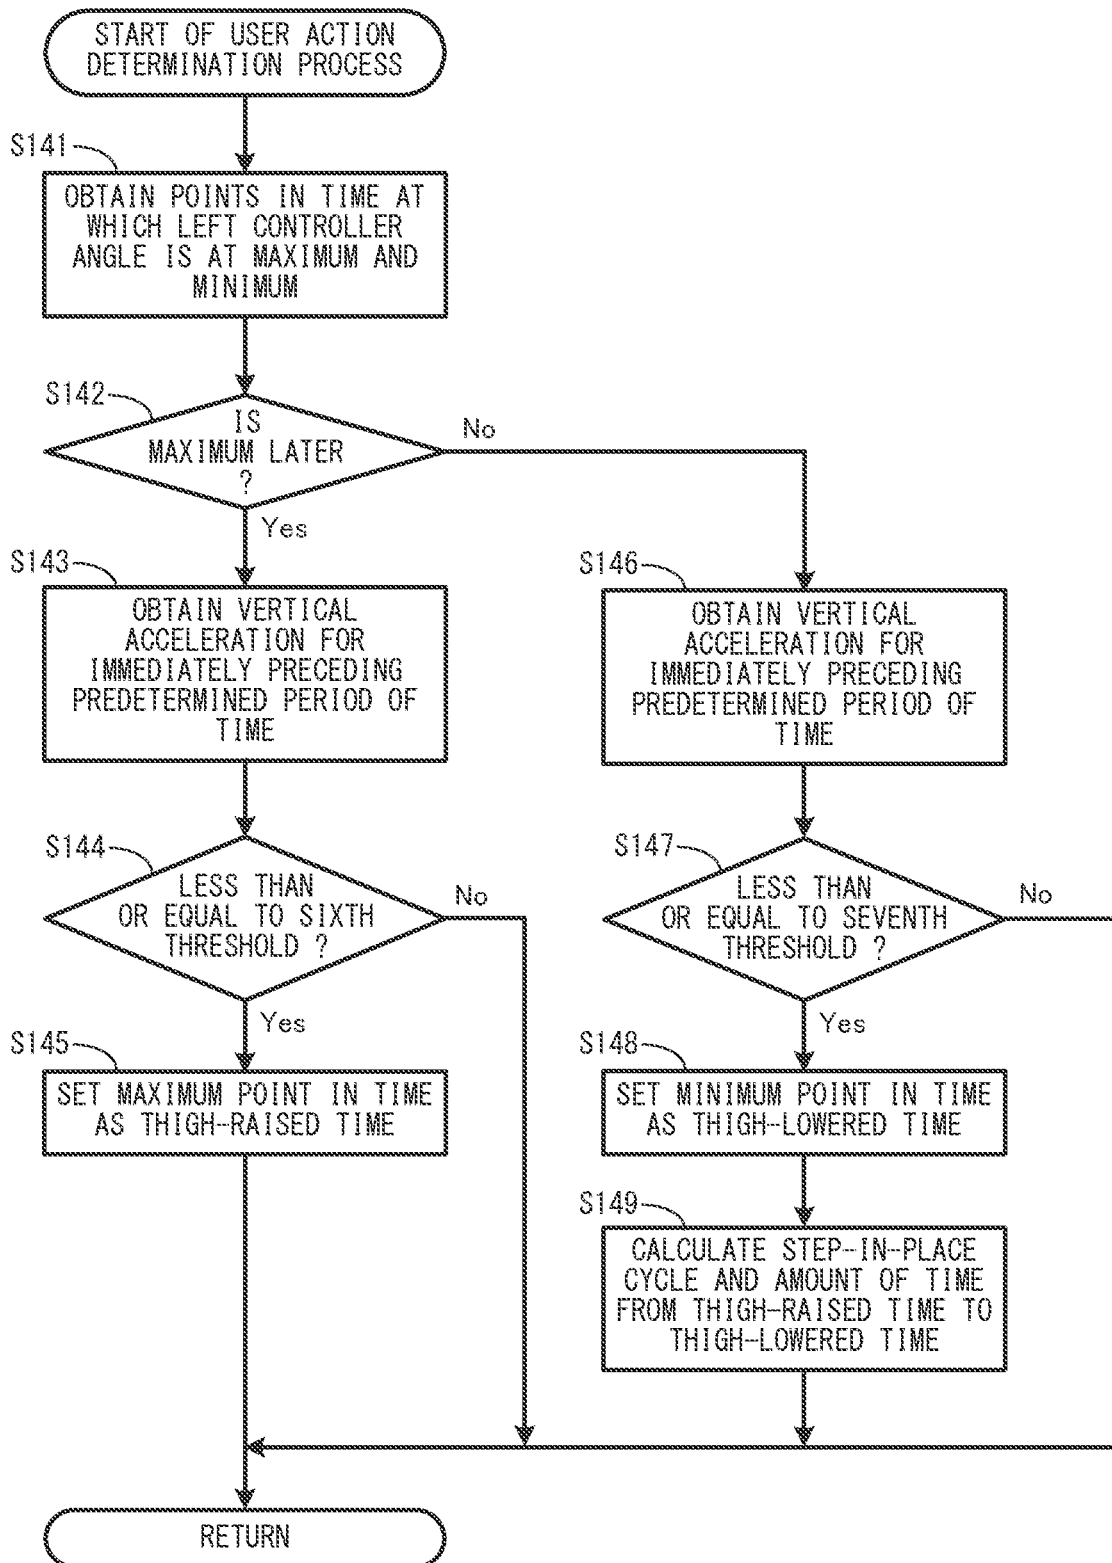 START OF USER ACTION
DETERMINATION PROCESS
S141
OBTAIN POINTS IN TIME AT
WHICH LEFT CONTROLLER
ANGLE IS AT MAXIMUM AND
MINIMUM
S142
IS
MAXIMUM LATER
?
No
Yes
S143
OBTAIN VERTICAL
ACCELERATION FOR
IMMEDIATELY PRECEDING
PREDETERMINED PERIOD OF
TIME
S144
LESS THAN
OR EQUAL TO SIXTH
THRESHOLD ?
No
Yes
S145
SET MAXIMUM POINT IN TIME
AS THIGH-RAISED TIME
S146
OBTAIN VERTICAL
ACCELERATION FOR
IMMEDIATELY PRECEDING
PREDETERMINED PERIOD OF
TIME
S147
LESS THAN
OR EQUAL TO SEVENTH
THRESHOLD ?
No
Yes
S148
SET MINIMUM POINT IN TIME
AS THIGH-LOWERED TIME
S149
CALCULATE STEP-IN-PLACE
CYCLE AND AMOUNT OF TIME
FROM THIGH-RAISED TIME TO
THIGH-LOWERED TIME
RETURN